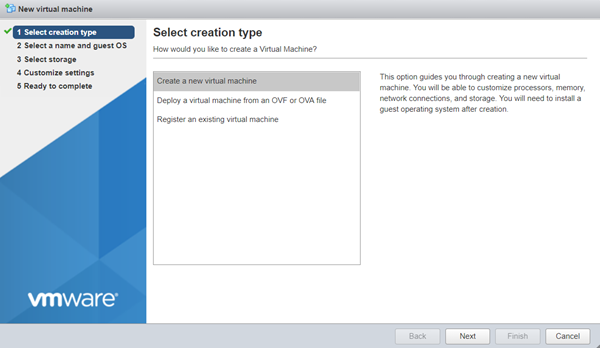 New virtual machine
1 Select creation type
2 Select a name and guest OS
3 Select storage
4 Customize settings
5 Ready to complete
vmware®
Select creation type
How would you like to create a Virtual Machine?
Create a new virtual machine
Deploy a virtual machine from an OVF or OVA file
Register an existing virtual machine
This option guides you through creating a new virtual
machine. You will be able to customize processors, memory,
network connections, and storage. You will need to install a
guest operating system after creation.
Back
Next
Finish
Cancel